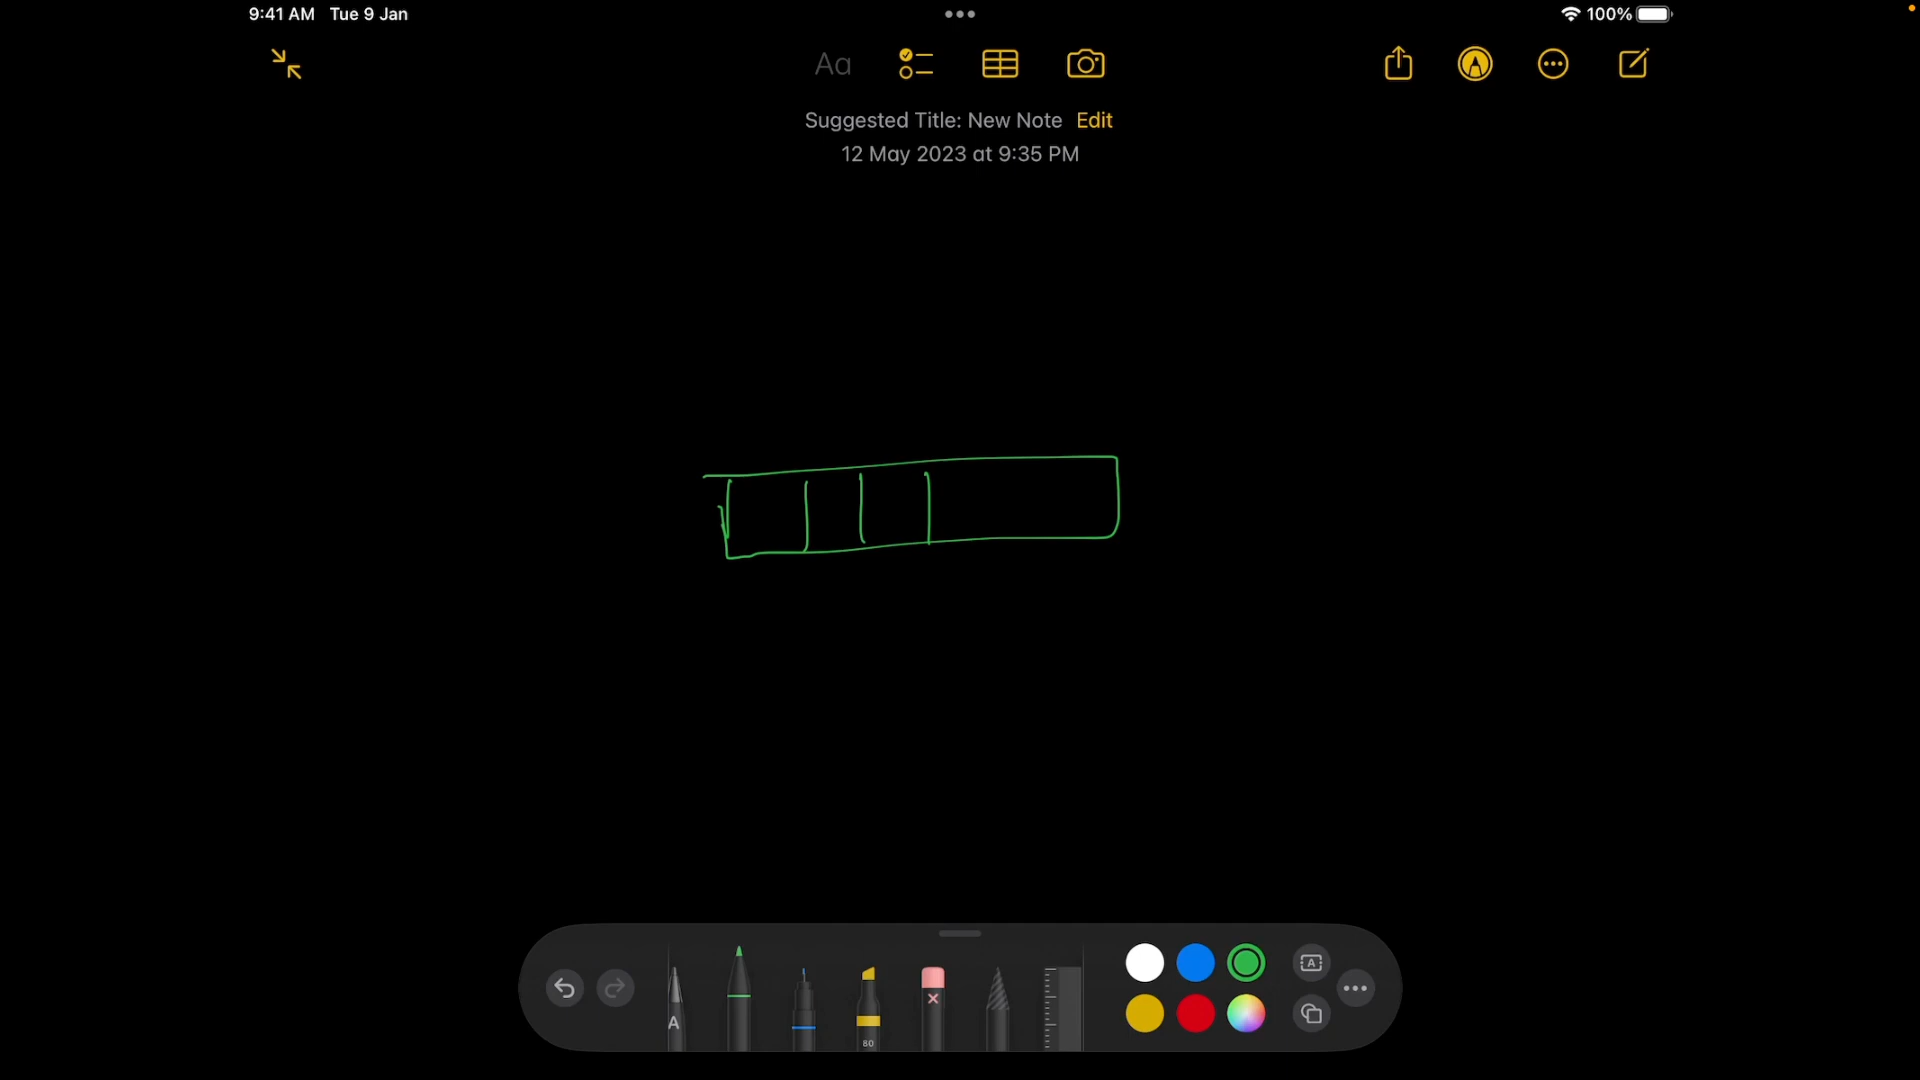 9:41 AM Tue 9 Jan
100%
Aa
Suggested Title: New Note Edit
12 May 2023 at 9:35 PM
A
80
A